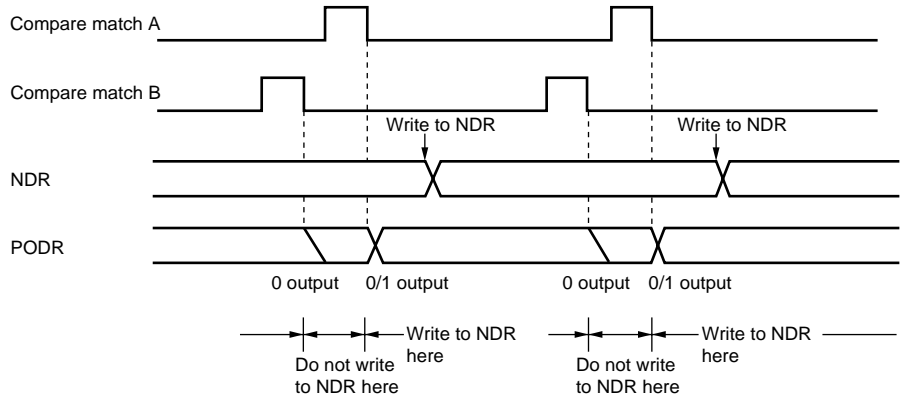 Compare match A
Compare match B
Write to NDR
Write to NDR
NDR
PODR
0 output
0/1 output
0 output
0/1 output
Write to NDR
here
Do not write
to NDR here
Write to NDR
here
Do not write
to NDR here